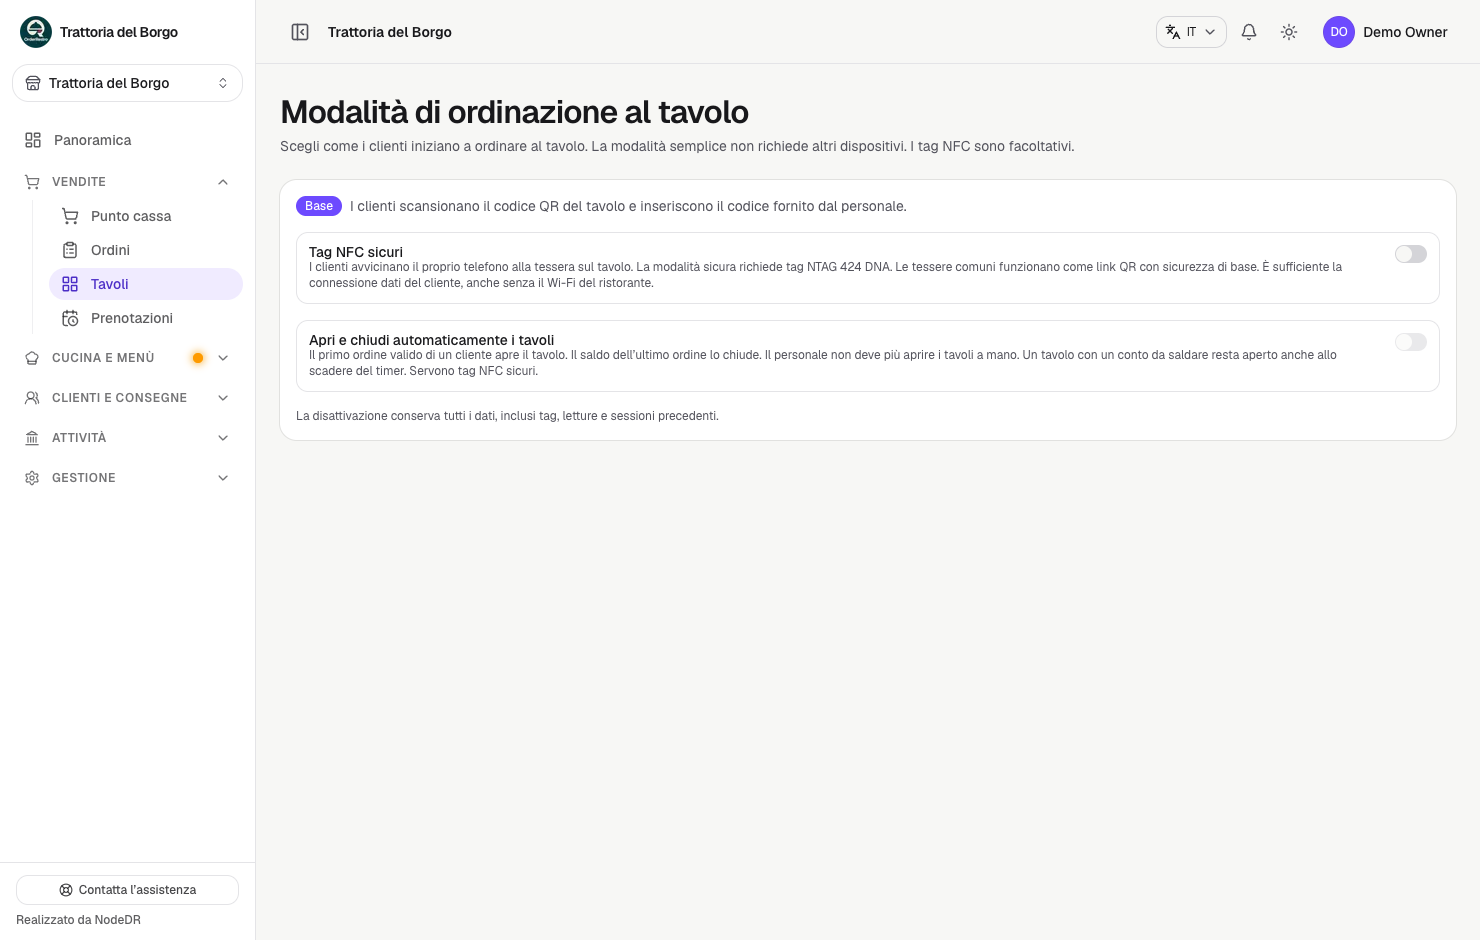 Trattoria del Borgo
Trattoria del Borgo
Panoramica
VENDITE
Punto cassa
Ordini
Tavoli
Prenotazioni
CUCINA E MENÙ
CLIENTI E CONSEGNE
ATTIVITÀ
GESTIONE
Contatta l'assistenza
Realizzato da NodeDR
Trattoria del Borgo
IT
DO
Demo Owner
Modalità di ordinazione al tavolo
Scegli come i clienti iniziano a ordinare al tavolo. La modalità semplice non richiede altri dispositivi. I tag NFC sono facoltativi.
Base I clienti scansionano il codice QR del tavolo e inseriscono il codice fornito dal personale.
Tag NFC sicuri
I clienti avvicinano il proprio telefono alla tessera sul tavolo. La modalità sicura richiede tag NTAG 424 DNA. Le tessere comuni funzionano come link QR con sicurezza di base. È sufficiente la
connessione dati del cliente, anche senza il Wi-Fi del ristorante.
Apri e chiudi automaticamente i tavoli
Il primo ordine valido di un cliente apre il tavolo. Il saldo dell'ultimo ordine lo chiude. Il personale non deve più aprire i tavoli a mano. Un tavolo con un conto da saldare resta aperto anche allo
scadere del timer. Servono tag NFC sicuri.
La disattivazione conserva tutti i dati, inclusi tag, letture e sessioni precedenti.